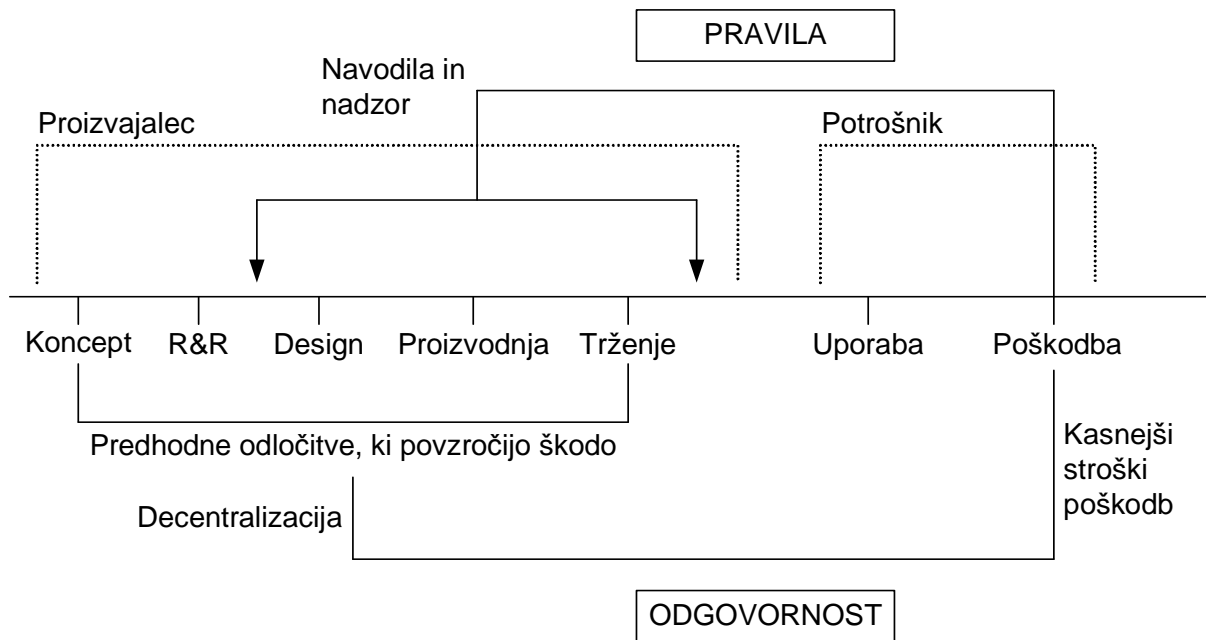 PRAVILA
Navodila in
nadzor
Proizvajalec
Potrošnik
Koncept
R&R
Design
Proizvodnja
Trženje
Uporaba
Poškodba
Predhodne odločitve, ki povzročijo škodo
Kasnejši
stroški
poškodb
Decentralizacija
ODGOVORNOST